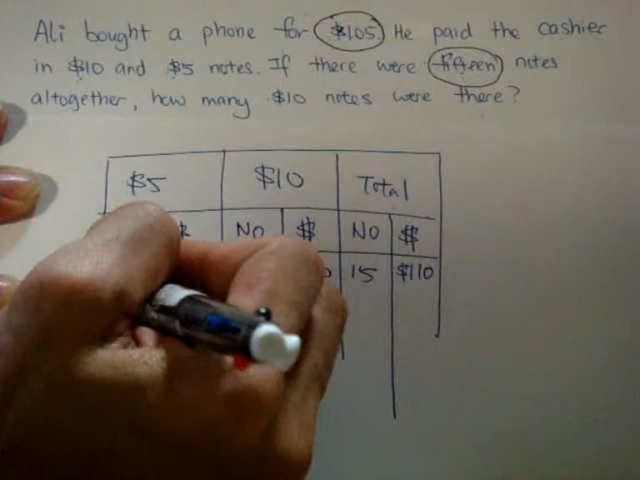 Ali bought a phone for $105. He paid the cashier
in $10 and $5 notes. If there were fifteen notes
altogether, how many $10 notes were there?
$5 $10 Total
$ No $ No $
15 $110